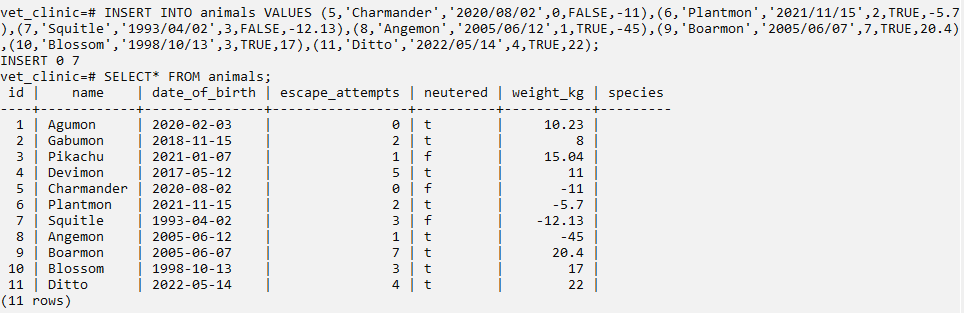 vet_clinic=# INSERT INTO animals VALUES (5,'Charmander','2020/08/02',0,FALSE,-11),(6,'Plantmon','2021/11/15',2,TRUE,-5.7
),(7,'Squitle','1993/04/02',3,FALSE,-12.13),(8,'Angemon','2005/06/12',1,TRUE,-45),(9,'Boarmon','2005/06/07',7,TRUE,20.4)
,(10,'Blossom','1998/10/13',3,TRUE,17),(11,'Ditto','2022/05/14',4,TRUE,22);
INSERT 0 7
vet_clinic=# SELECT* FROM animals;
 id |    name    | date_of_birth | escape_attempts | neutered | weight_kg | species
----+------------+---------------+-----------------+----------+-----------+---------
  1 | Agumon     | 2020-02-03    |               0 | t        |     10.23 |
  2 | Gabumon    | 2018-11-15    |               2 | t        |         8 |
  3 | Pikachu    | 2021-01-07    |               1 | f        |     15.04 |
  4 | Devimon    | 2017-05-12    |               5 | t        |        11 |
  5 | Charmander | 2020-08-02    |               0 | f        |       -11 |
  6 | Plantmon   | 2021-11-15    |               2 | t        |      -5.7 |
  7 | Squitle    | 1993-04-02    |               3 | f        |    -12.13 |
  8 | Angemon    | 2005-06-12    |               1 | t        |       -45 |
  9 | Boarmon    | 2005-06-07    |               7 | t        |      20.4 |
 10 | Blossom    | 1998-10-13    |               3 | t        |        17 |
 11 | Ditto      | 2022-05-14    |               4 | t        |        22 |
(11 rows)